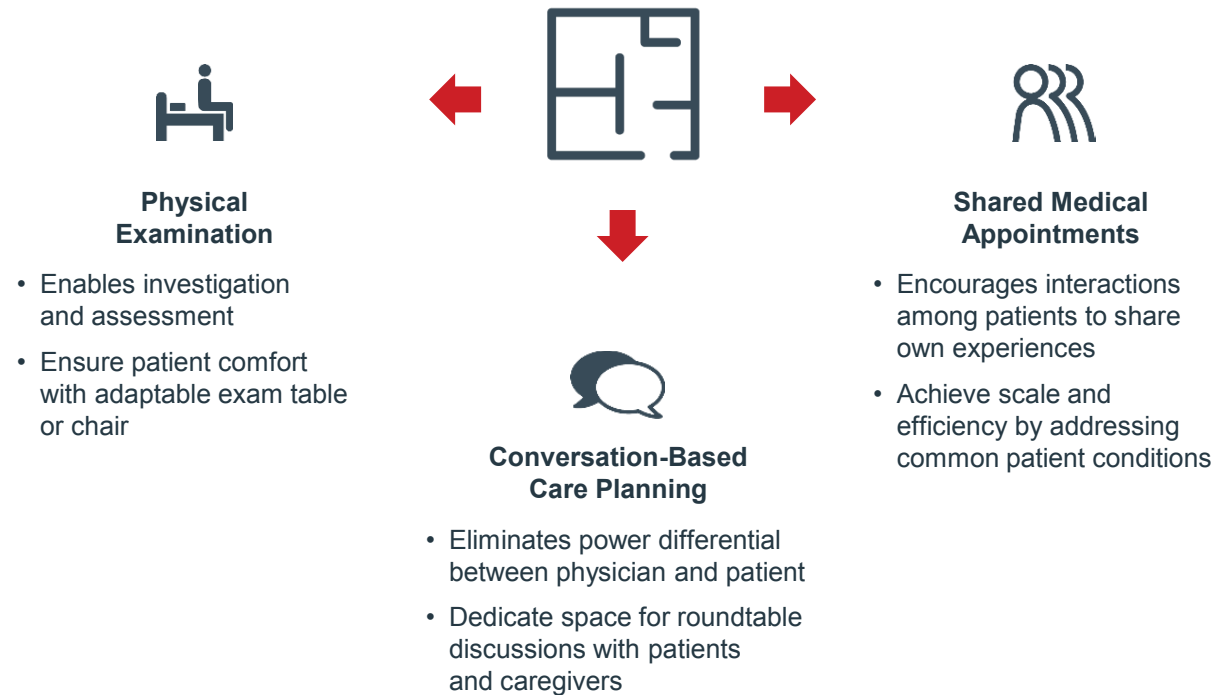 Physical
Examination
• Enables investigation
and assessment
• Ensure patient comfort
with adaptable exam table
or chair
Conversation-Based
Care Planning
• Eliminates power differential
between physician and patient
• Dedicate space for roundtable
discussions with patients
and caregivers
Shared Medical
Appointments
• Encourages interactions
among patients to share
own experiences
• Achieve scale and
efficiency by addressing
common patient conditions